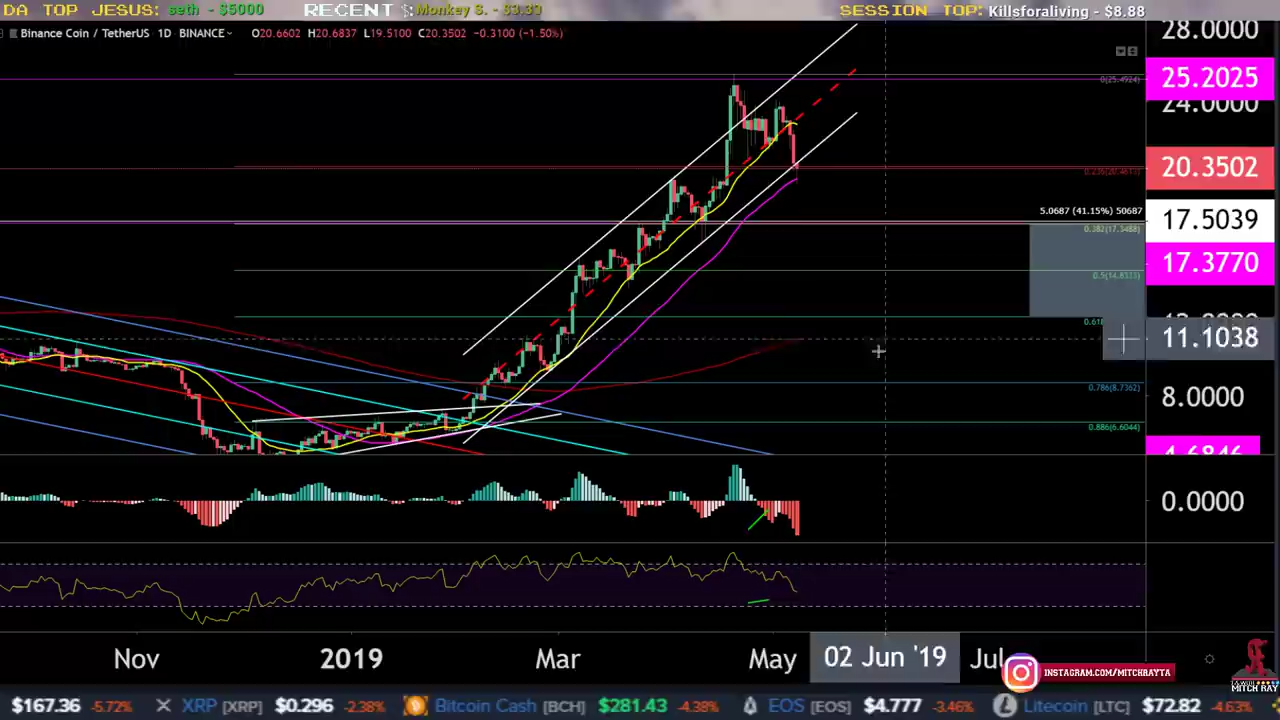 DA TOP JESUS: seth - $5000 RECENT $: Monkey S. - $3.33 SESSION TOP: Killsforaliving - $8.88
Binance Coin / TetherUS 1D BINANCE O20.6602 H20.6837 L19.5100 C20.3502 -0.3100 (-1.50%)
28.0000
0(25.4924)
25.2025
24.0000
0.236(20.4613)
20.3502
5.0687 (41.15%) 50687
17.5039
0.382(17.3488)
17.3770
0.5(14.8333)
11.1038
0.786(8.7362)
8.0000
0.886(6.6044)
4.6846
0.0000
Nov 2019 Mar May 02 Jun '19 Jul
INSTAGRAM.COM/MITCHRAYTA
MITCH RAY
$167.36 -5.72% XRP [XRP] $0.296 -2.38% Bitcoin Cash [BCH] $281.43 -4.38% EOS [EOS] $4.777 -3.46% Litecoin [LTC] $72.82 -4.63%